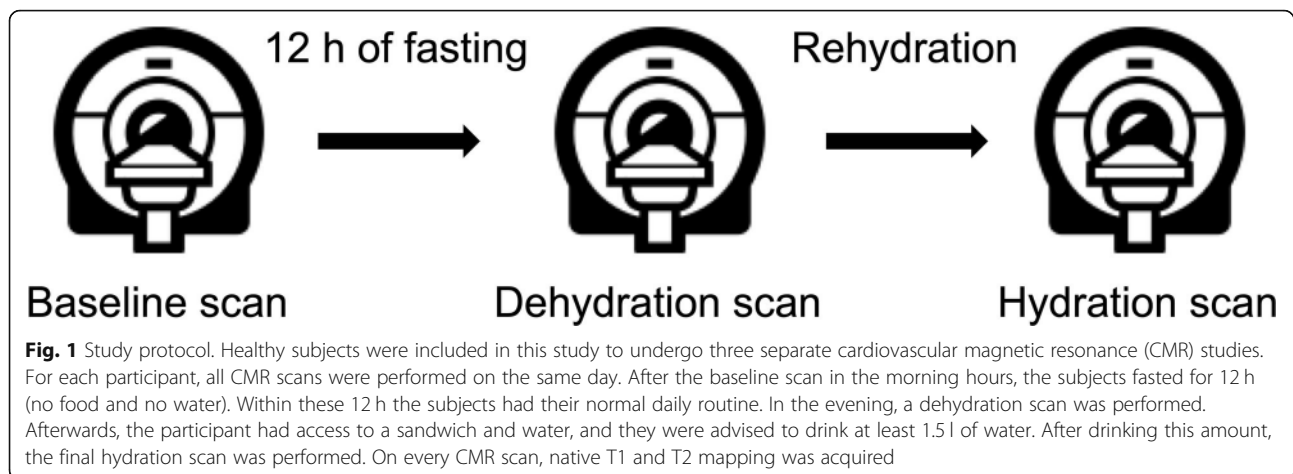 12 h of fasting Rehydration
Baseline scan Dehydration scan Hydration scan
Fig. 1 Study protocol. Healthy subjects were included in this study to undergo three separate cardiovascular magnetic resonance (CMR) studies.
For each participant, all CMR scans were performed on the same day. After the baseline scan in the morning hours, the subjects fasted for 12 h
(no food and no water). Within these 12 h the subjects had their normal daily routine. In the evening, a dehydration scan was performed.
Afterwards, the participant had access to a sandwich and water, and they were advised to drink at least 1.5 l of water. After drinking this amount,
the final hydration scan was performed. On every CMR scan, native T1 and T2 mapping was acquired